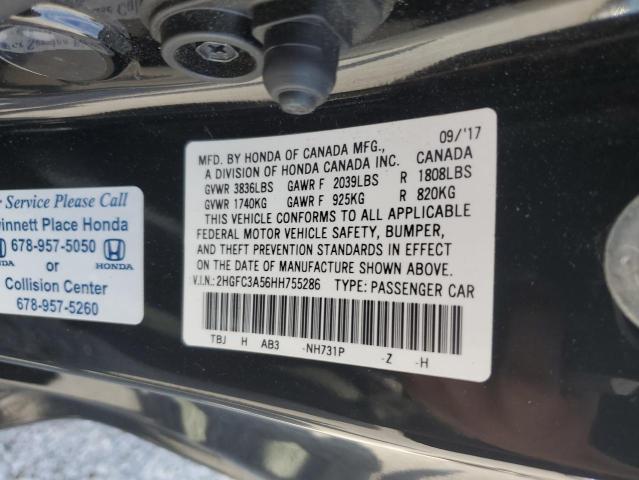 Service Please Call
innett Place Honda
678-957-5050
HONDA
or
Collision Center
678-957-5260
09/'17
MFD. BY HONDA OF CANADA MFG., CANADA
A DIVISION OF HONDA CANADA INC.
GVWR 3836LBS GAWR F 2039LBS R 1808LBS
GVWR 1740KG GAWR F 925KG R 820KG
THIS VEHICLE CONFORMS TO ALL APPLICABLE
FEDERAL MOTOR VEHICLE SAFETY, BUMPER,
AND THEFT PREVENTION STANDARDS IN EFFECT
ON THE DATE OF MANUFACTURE SHOWN ABOVE.
V.I.N.: 2HGFC3A56HH755286 TYPE: PASSENGER CAR
TBJ H AB3 -NH731P -Z -H